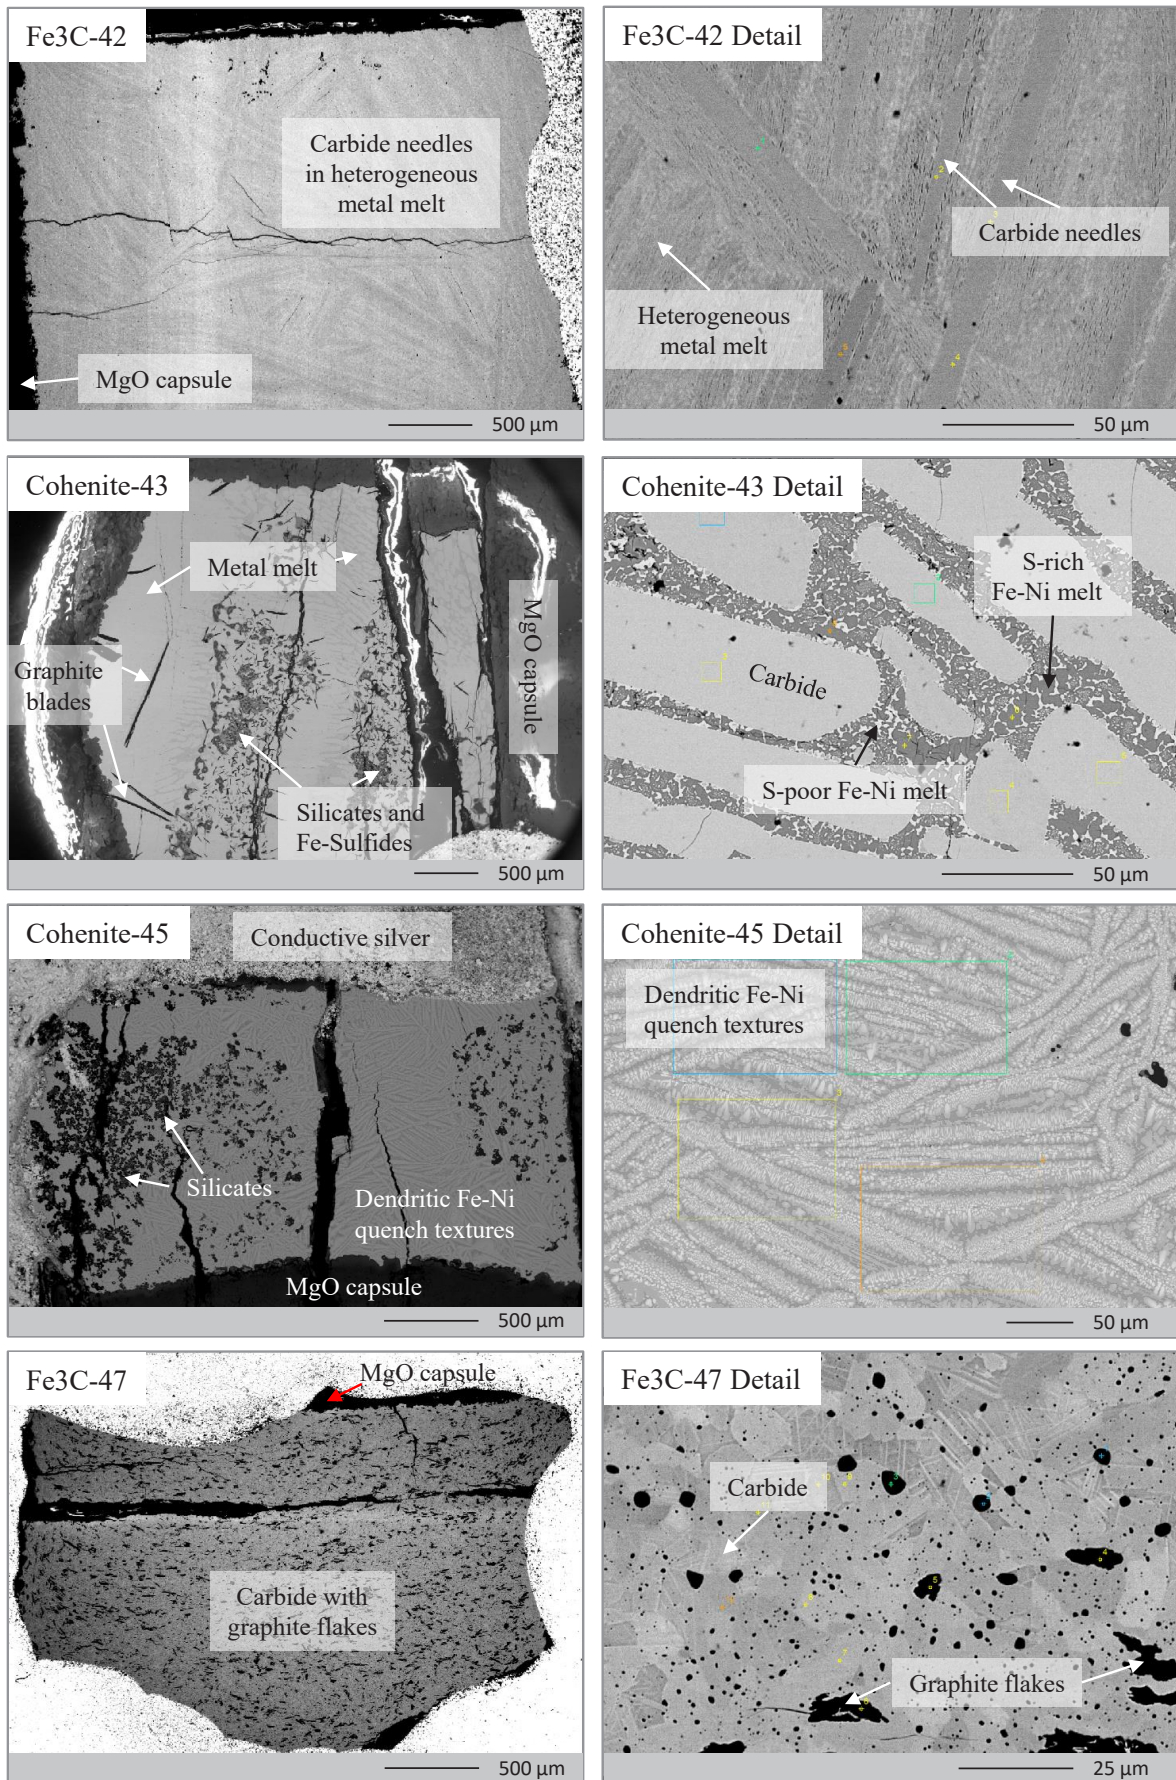 Fe3C-42
Carbide needles
in heterogeneous
metal melt
MgO capsule
500 µm
Fe3C-42 Detail
Carbide needles
Heterogeneous
metal melt
50 µm
Cohenite-43
Metal melt
Graphite
blades
MgO capsule
Silicates and
Fe-Sulfides
500 µm
Cohenite-43 Detail
S-rich
Fe-Ni melt
Carbide
S-poor Fe-Ni melt
50 µm
Cohenite-45
Conductive silver
Silicates
Dendritic Fe-Ni
quench textures
MgO capsule
500 µm
Cohenite-45 Detail
Dendritic Fe-Ni
quench textures
50 µm
Fe3C-47
MgO capsule
Carbide with
graphite flakes
500 µm
Fe3C-47 Detail
Carbide
Graphite flakes
25 µm